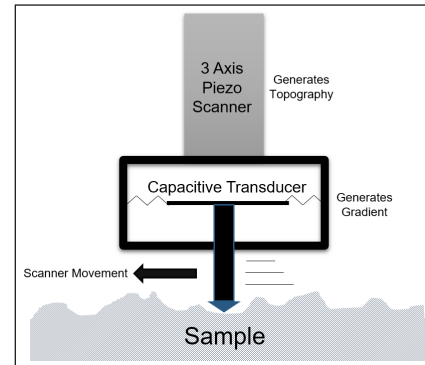 3 Axis
Piezo
Scanner
Generates
Topography
Capacitive Transducer
Generates
Gradient
Scanner Movement
Sample